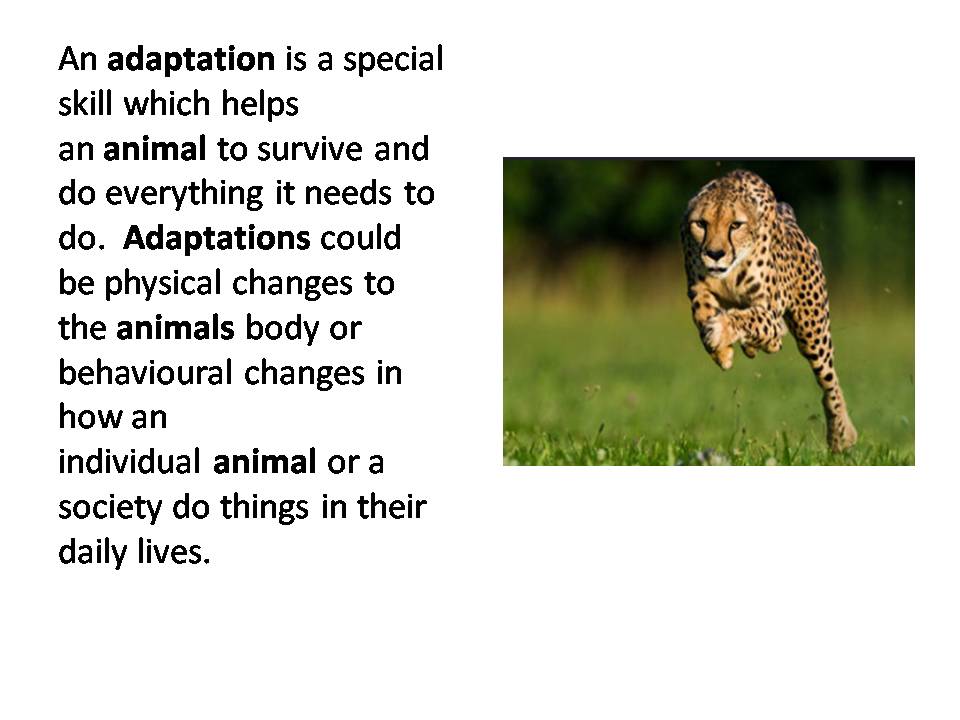 An adaptation is a special
skill which helps
an animal to survive and
do everything it needs to
do.  Adaptations could
be physical changes to
the animals body or
behavioural changes in
how an
individual animal or a
society do things in their
daily lives.